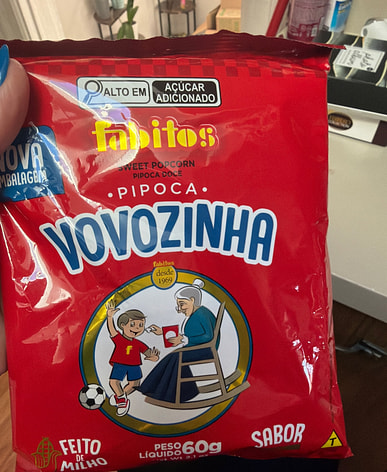 ALTO EM
AÇÚCAR
ADICIONADO
fabitos
NOVA
EMBALAGEM
SWEET POPCORN
PIPOCA DOCE
• PIPOCA •
VOVOZINHA
fabitos
desde
1969
f
FEITO
DE
MILHO
PESO
LÍQUIDO 60g
SABOR
T